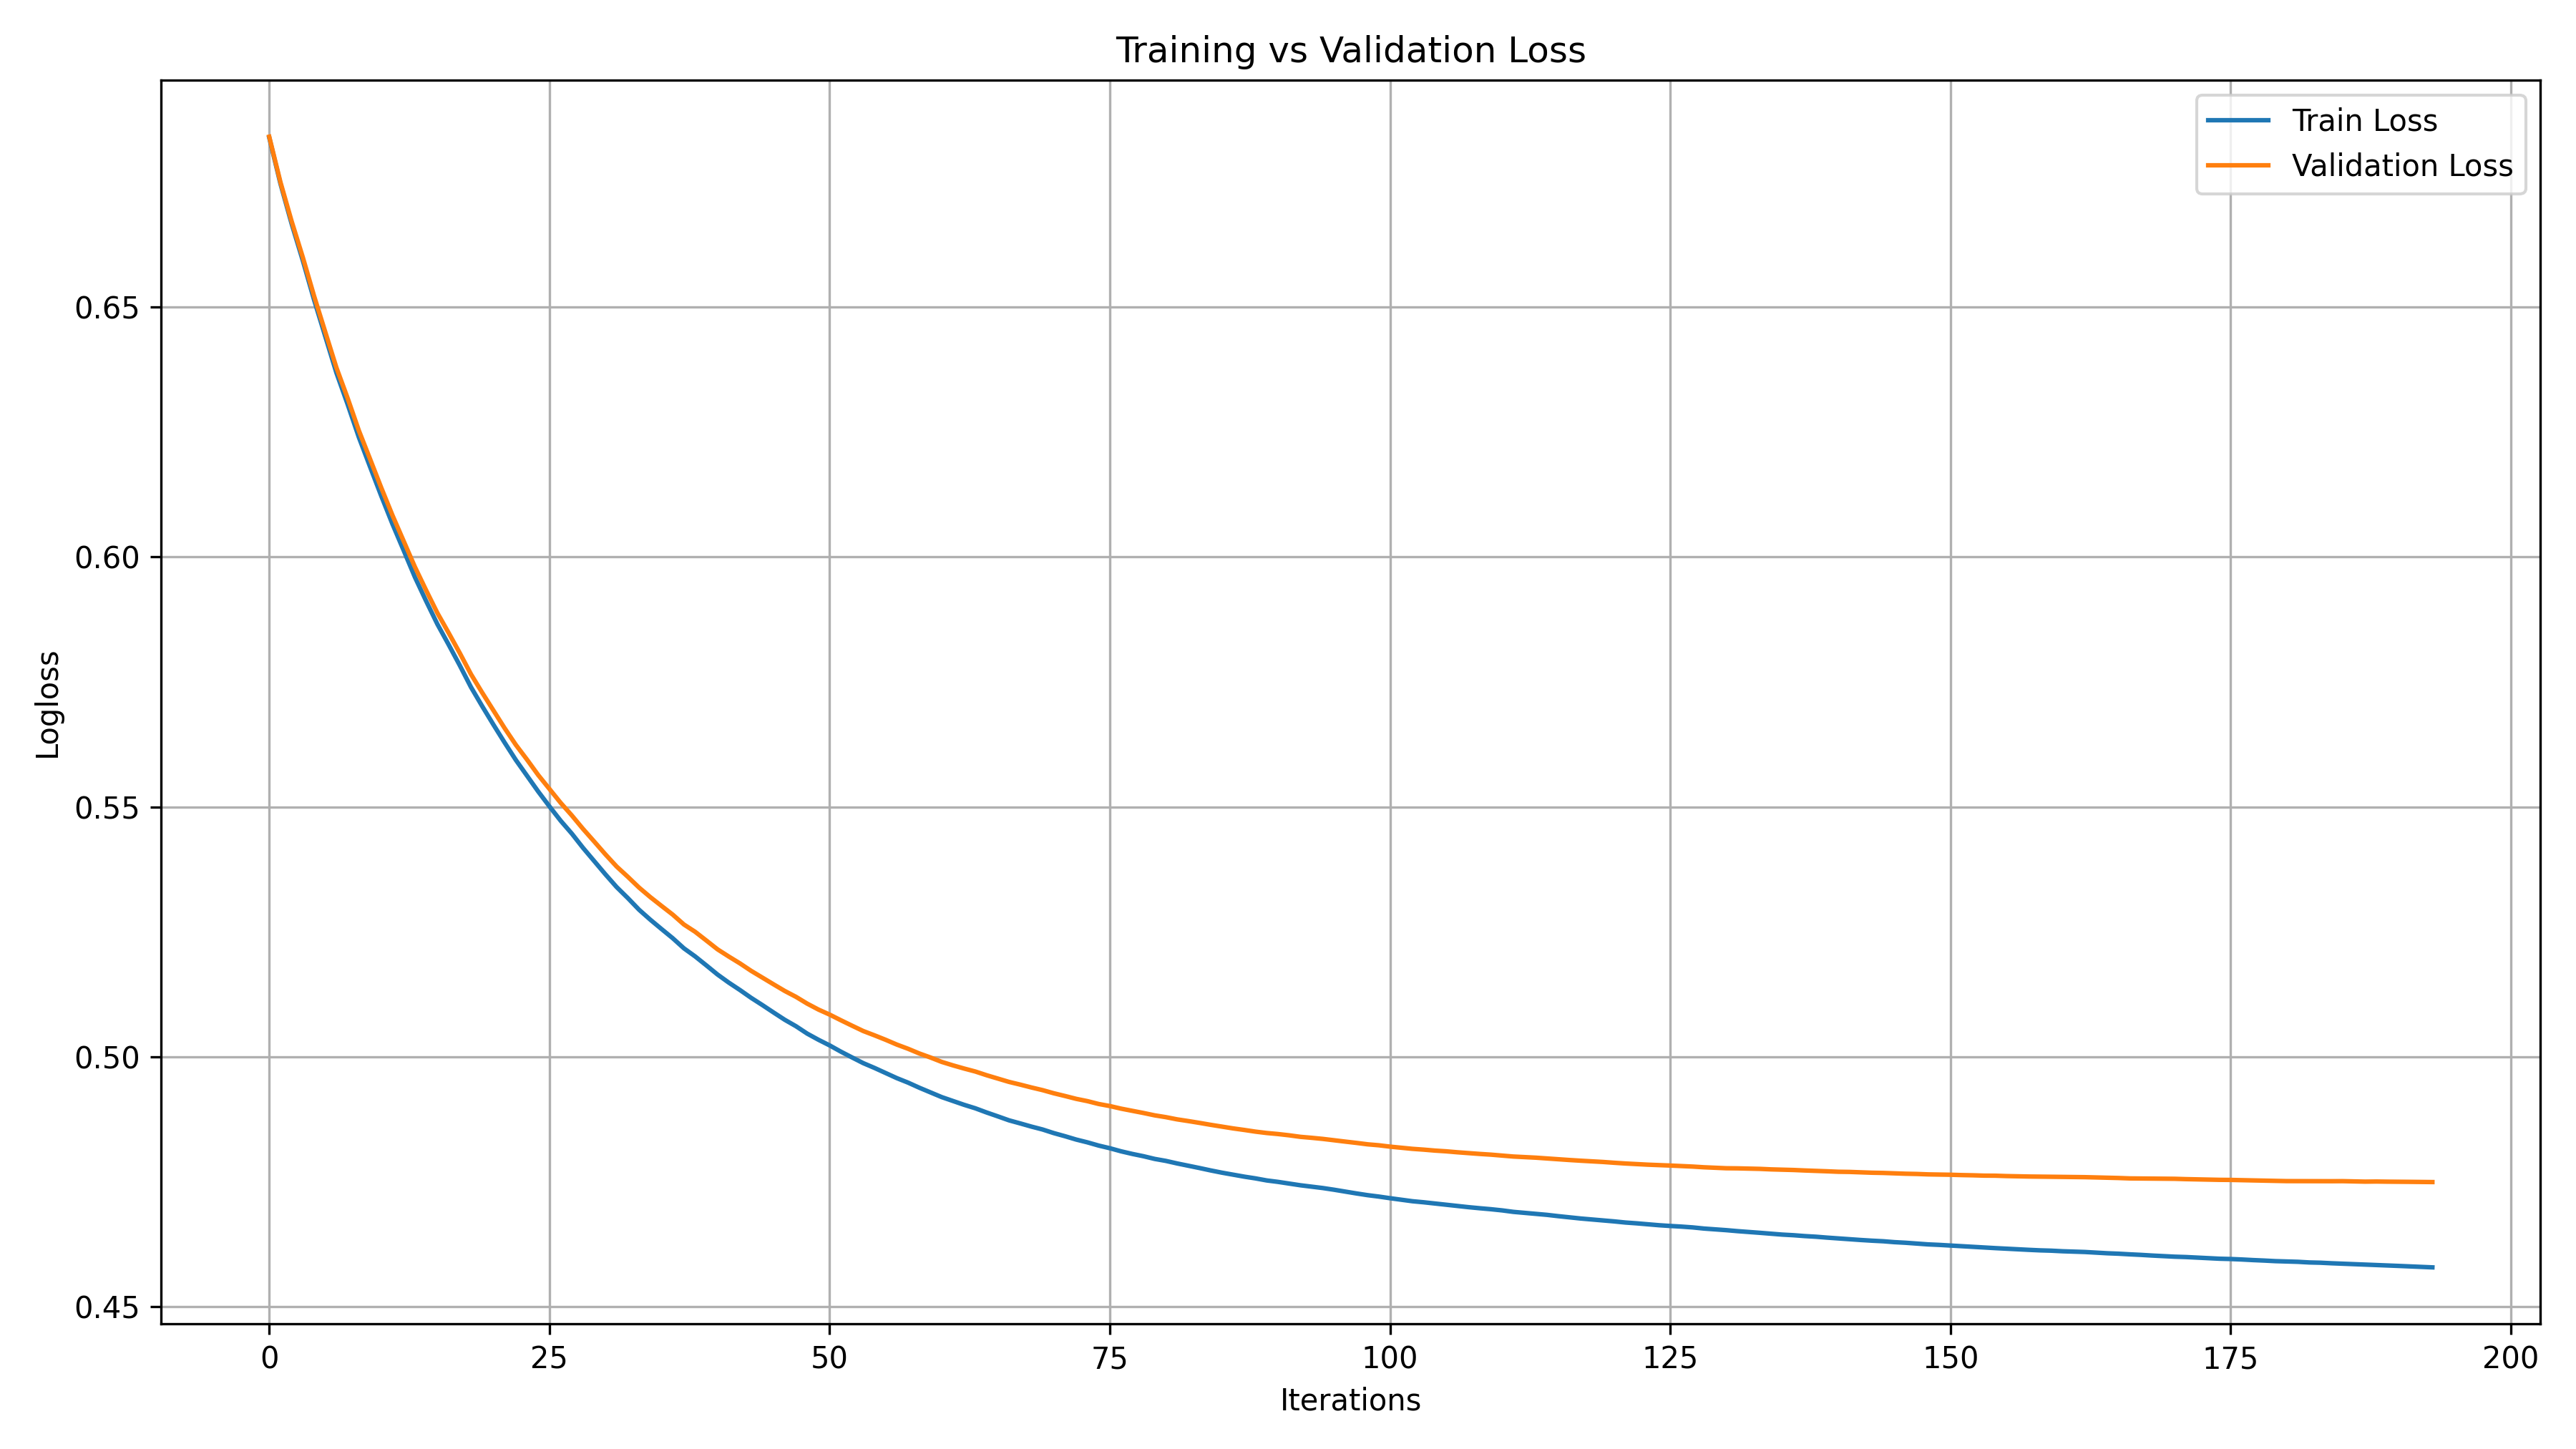 Training vs Validation Loss
Train Loss
Validation Loss
Logloss
0.65
0.60
0.55
0.50
0.45
0 25 50 75 100 125 150 175 200
Iterations